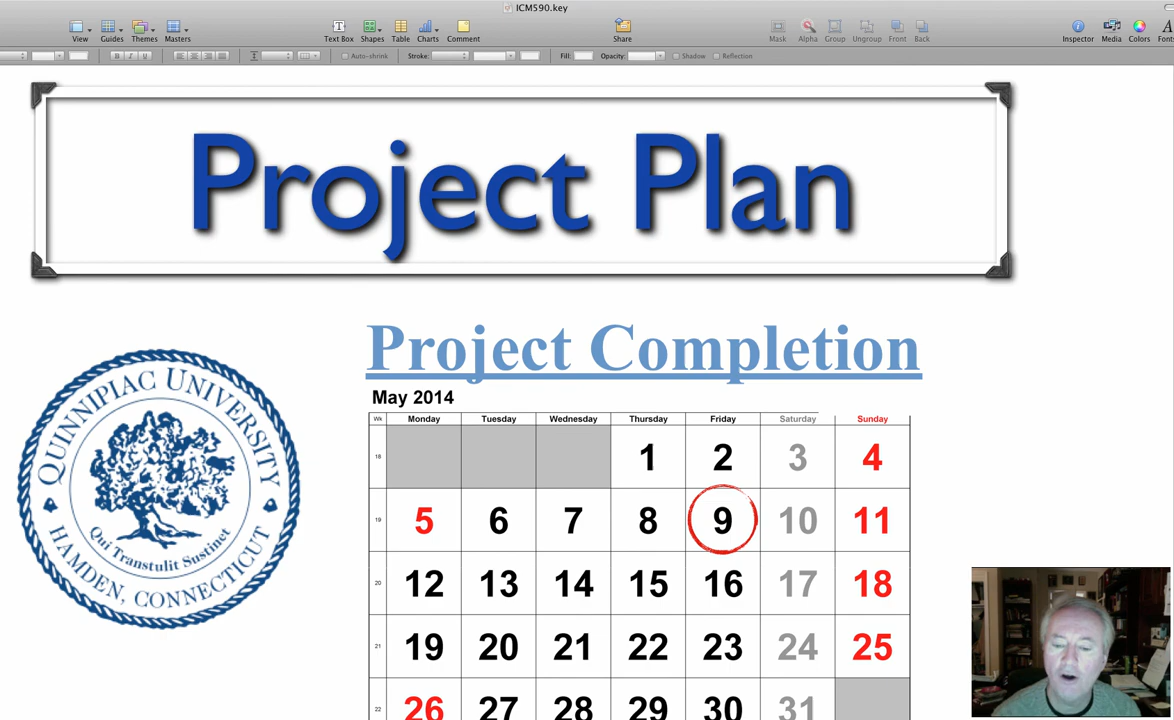 ICM590.key
View Guides Themes Masters Text Box Shapes Table Charts Comment Share Mask Alpha Group Ungroup Front Back Inspector Media Colors
B I U Auto-shrink Stroke: Fill: Opacity: Shadow Reflection
Project Plan
Project Completion
May 2014
Wk Monday Tuesday Wednesday Thursday Friday Saturday Sunday
18 1 2 3 4
19 5 6 7 8 9 10 11
20 12 13 14 15 16 17 18
21 19 20 21 22 23 24 25
22 26 27 28 29 30 31
QUINNIPIAC UNIVERSITY
Qui Transtulit Sustinet
HAMDEN, CONNECTICUT